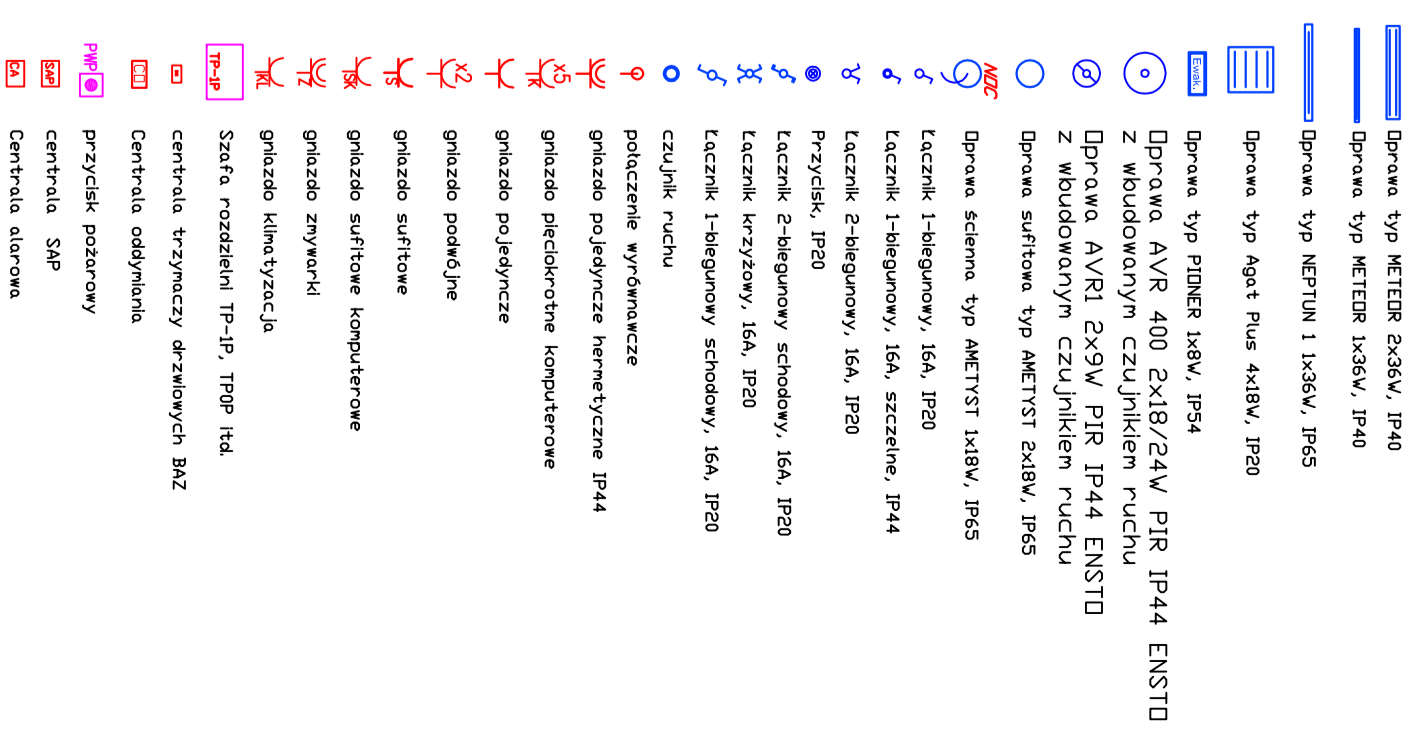 Oprawa typ METEOR 2x36W, IP40
Oprawa typ METEOR 1x36W, IP40
Oprawa typ NEPTUN 1 1x36W, IP65
Oprawa typ Agat Plus 4x18W, IP20
Ewak. Oprawa typ PIONER 1x8W, IP54
Oprawa AVR 400 2x18/24W PIR IP44 ENSTO
z wbudowanym czujnikiem ruchu
Oprawa AVR1 2x9W PIR IP44 ENSTO
z wbudowanym czujnikiem ruchu
Oprawa sufitowa typ AMETYST 2x18W, IP65
NOC Oprawa ścienna typ AMETYST 1x18W, IP65
Łącznik 1-biegunowy, 16A, IP20
Łącznik 1-biegunowy, 16A, szczelne, IP44
Łącznik 2-biegunowy, 16A, IP20
Przycisk, IP20
Łącznik 2-biegunowy schodowy, 16A, IP20
Łącznik krzyżowy, 16A, IP20
Łącznik 1-biegunowy schodowy, 16A, IP20
czujnik ruchu
połączenie wyrównawcze
gniazdo pojedyncze hermetyczne IP44
x5 TK gniazdo pięciokrotne komputerowe
gniazdo pojedyncze
x2 gniazdo podwójne
TS gniazdo sufitowe
TSK gniazdo sufitowe komputerowe
TZ gniazdo zmywarki
TKL gniazdo klimatyzacja
TP-1P Szafa rozdzielni TP-1P, TP0P itd.
centrala trzymaczy drzwiowych BAZ
CO Centrala oddymiania
PWP przycisk pożarowy
SAP centrala SAP
CA Centrala alarowa